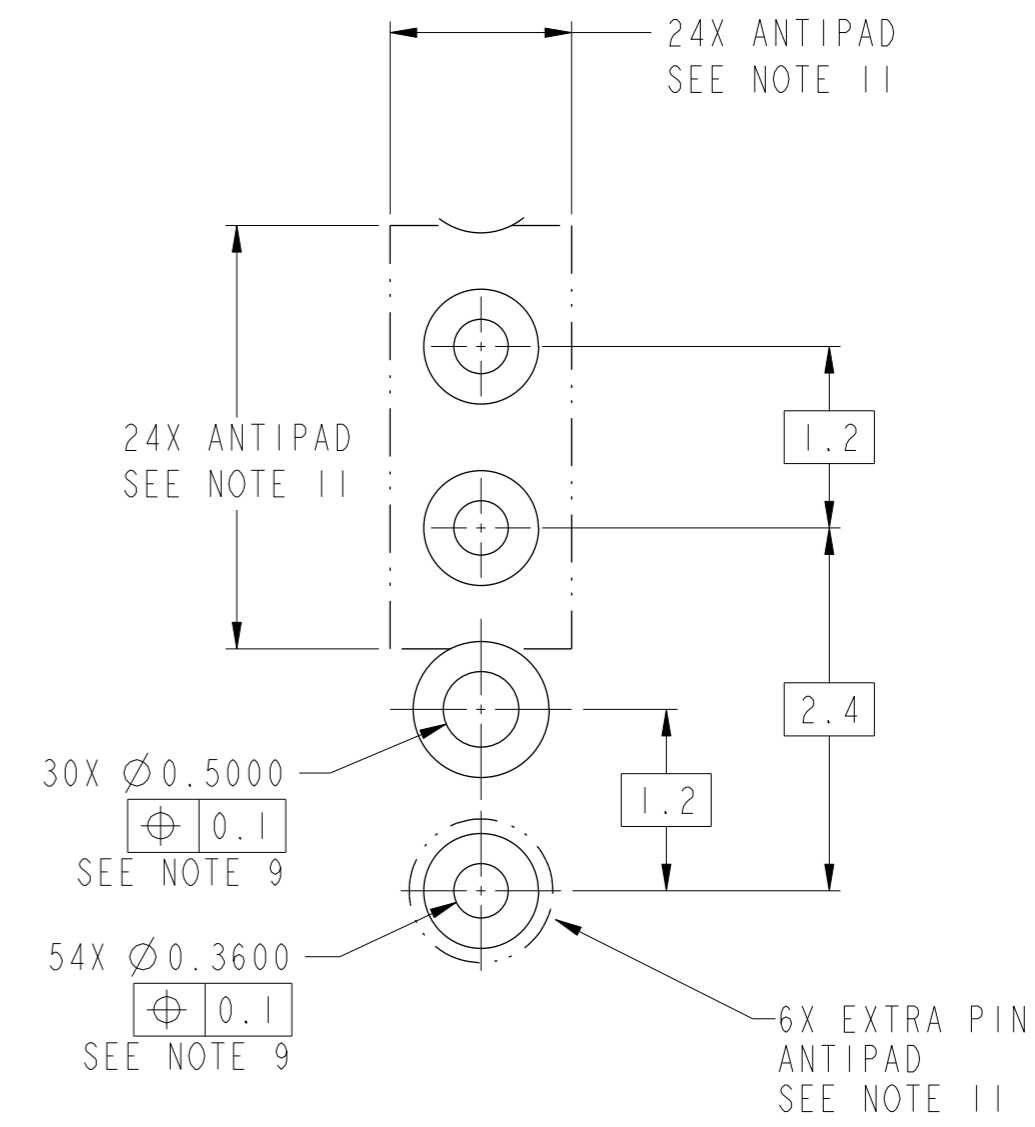 24X ANTIPAD
SEE NOTE 11
24X ANTIPAD
SEE NOTE 11
1.2
2.4
1.2
30X ∅0.5000
⌖ 0.1
SEE NOTE 9
54X ∅0.3600
⌖ 0.1
SEE NOTE 9
6X EXTRA PIN
ANTIPAD
SEE NOTE 11